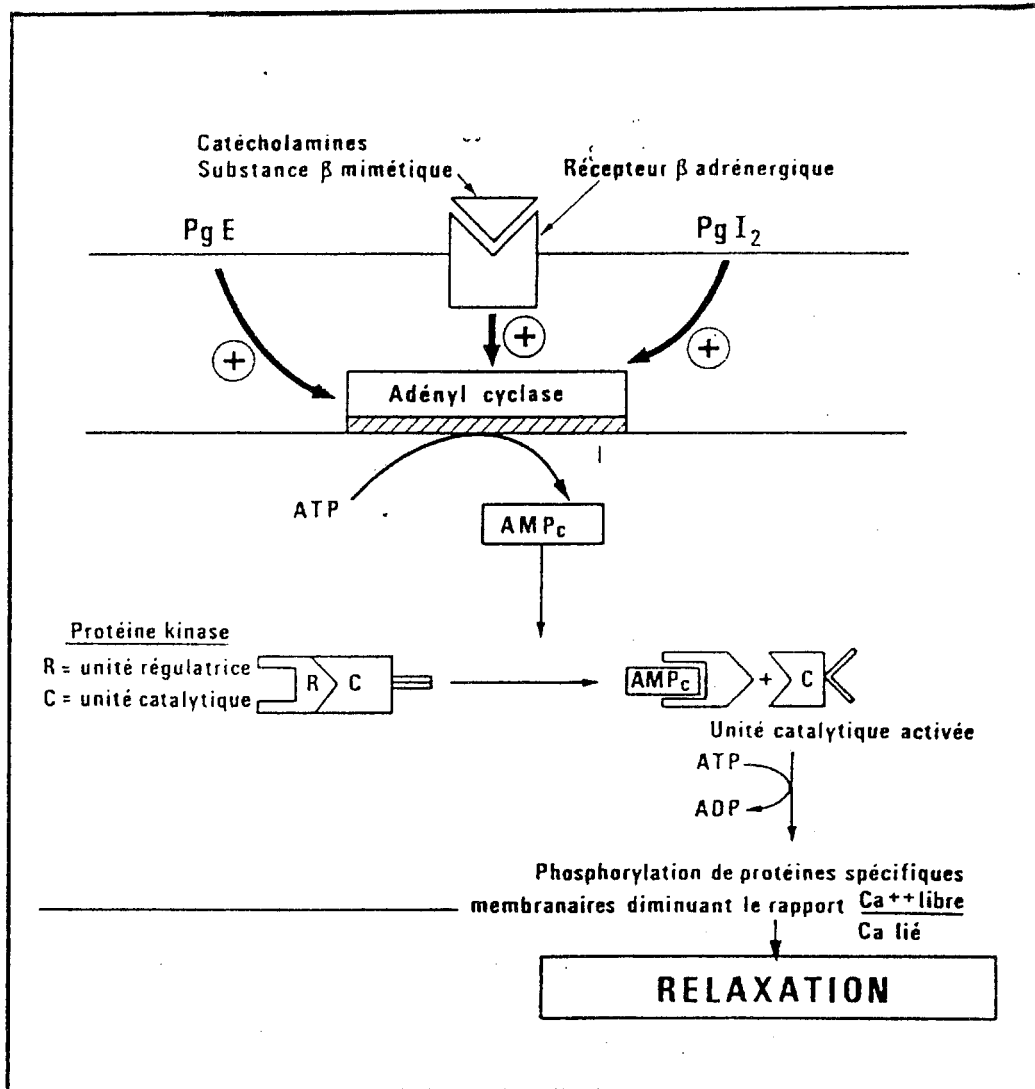 Catécholamines
Substance β mimétique
Récepteur β adrénergique
Pg E
Pg I₂
+
+
+
Adényl cyclase
ATP
AMPc
Protéine kinase
R = unité régulatrice
C = unité catalytique
R C
AMPc + C
Unité catalytique activée
ATP
ADP
Phosphorylation de protéines spécifiques
membranaires diminuant le rapport Ca++ libre
Ca lié
RELAXATION